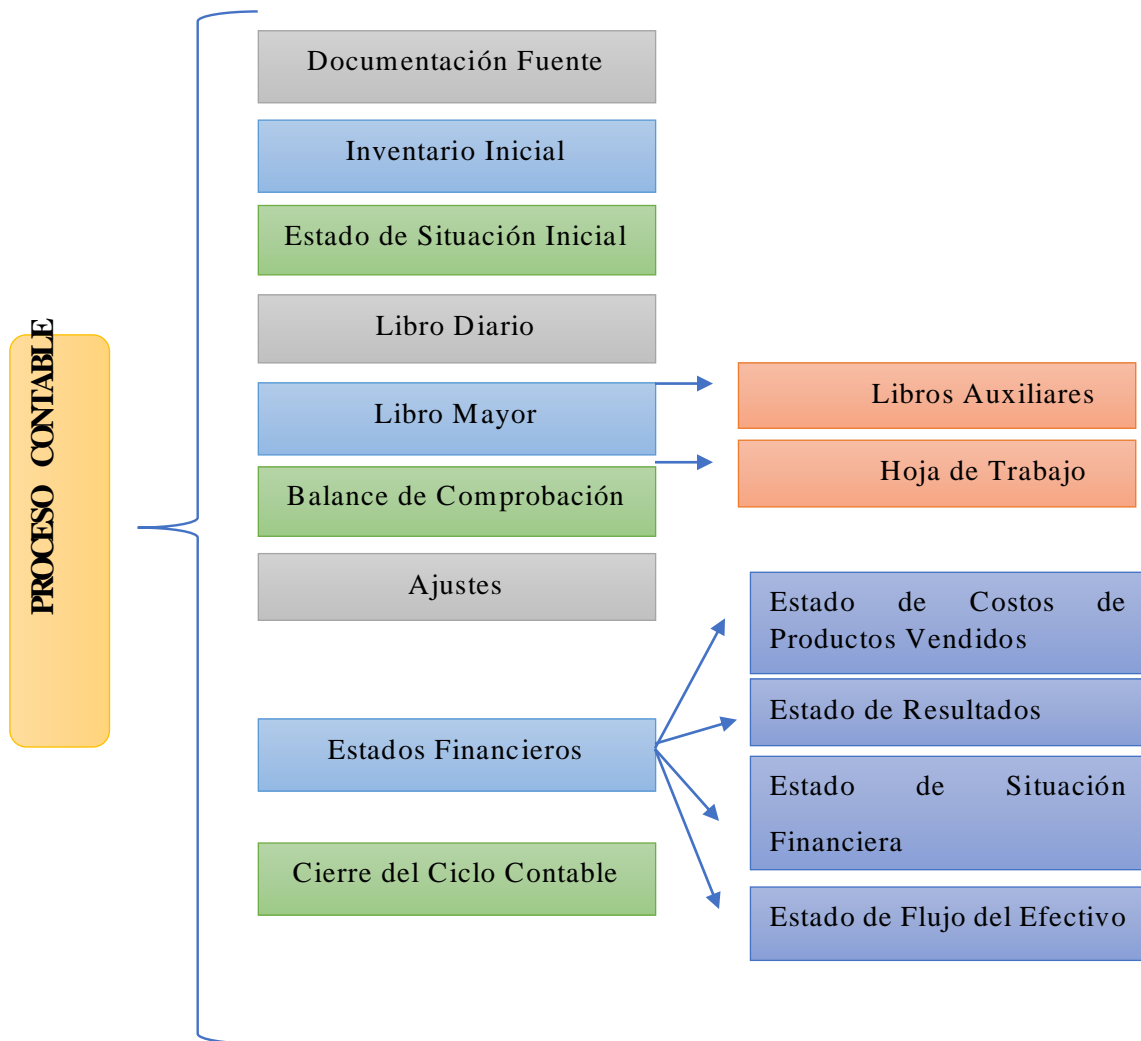 PROCESO CONTABLE
Documentación Fuente
Inventario Inicial
Estado de Situación Inicial
Libro Diario
Libro Mayor
Balance de Comprobación
Ajustes
Estados Financieros
Cierre del Ciclo Contable
Libros Auxiliares
Hoja de Trabajo
Estado de Costos de
Productos Vendidos
Estado de Resultados
Estado de Situación
Financiera
Estado de Flujo del Efectivo